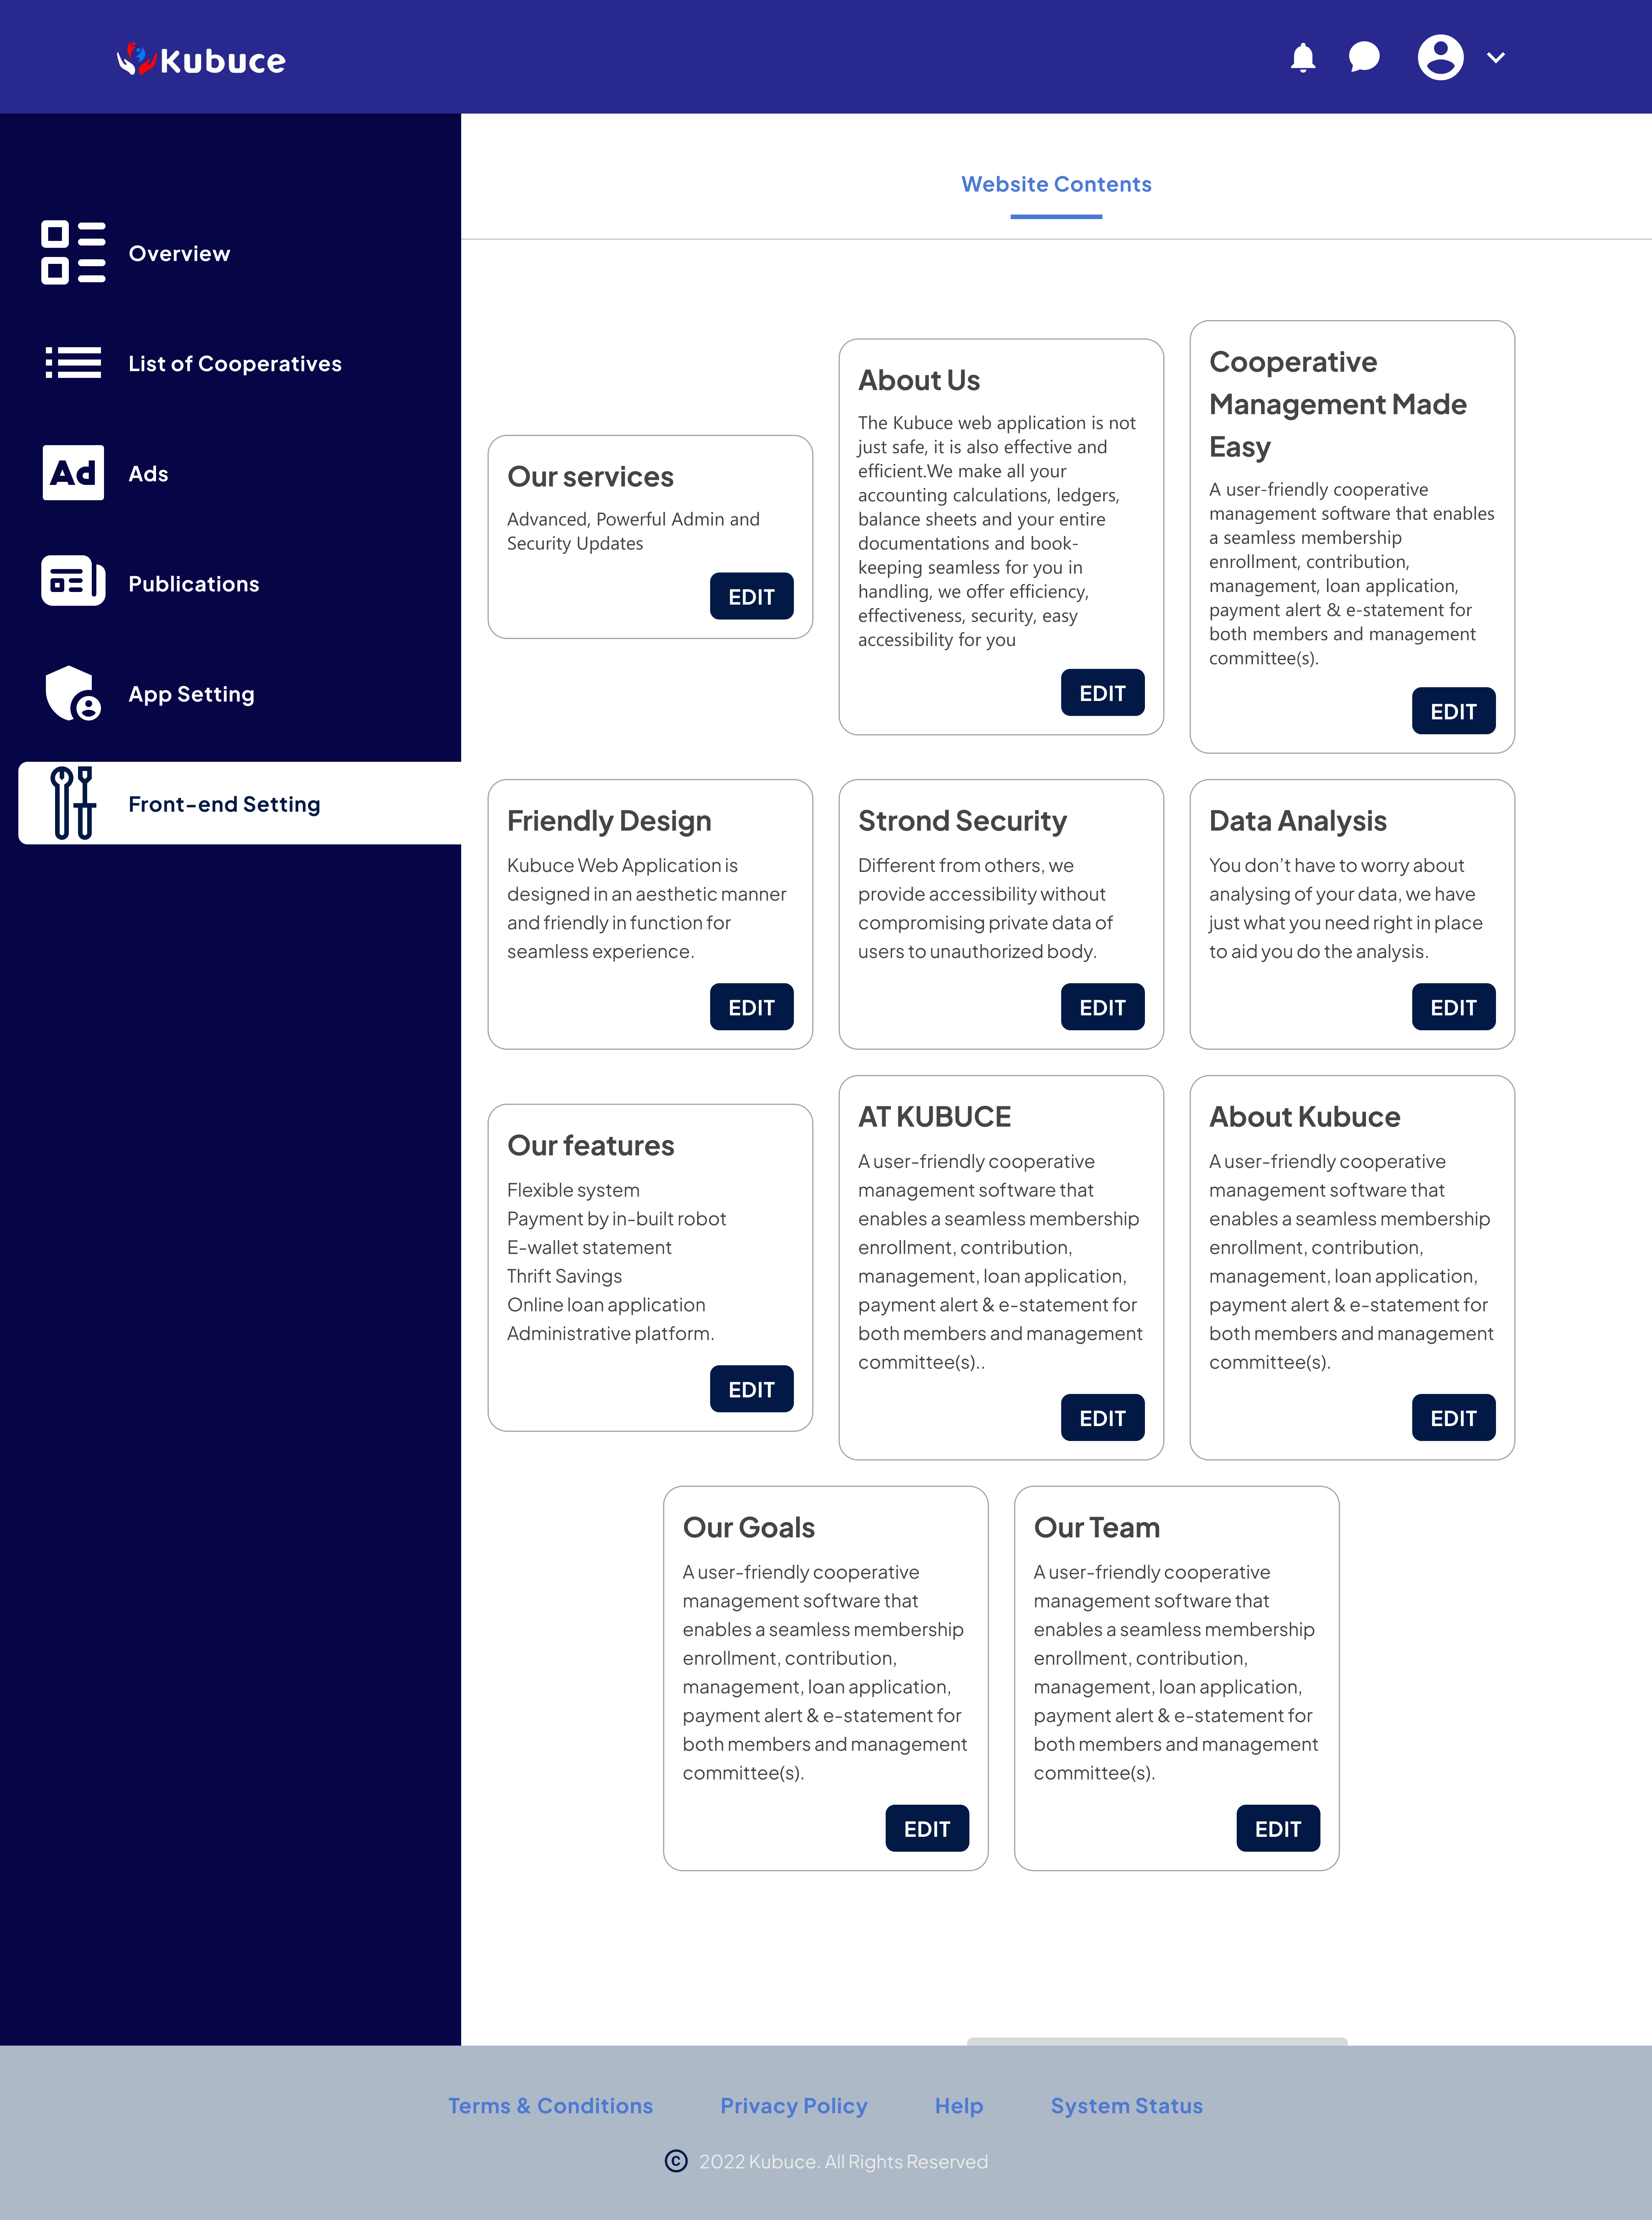 Kubuce
Website Contents
Overview
List of Cooperatives
Ad
Ads
Publications
App Setting
Front-end Setting
Our services
Advanced, Powerful Admin and
Security Updates
EDIT
About Us
The Kubuce web application is not
just safe, it is also effective and
efficient.We make all your
accounting calculations, ledgers,
balance sheets and your entire
documentations and book-
keeping seamless for you in
handling, we offer efficiency,
effectiveness, security, easy
accessibility for you
EDIT
Cooperative
Management Made
Easy
A user-friendly cooperative
management software that enables
a seamless membership
enrollment, contribution,
management, loan application,
payment alert & e-statement for
both members and management
committee(s).
EDIT
Friendly Design
Kubuce Web Application is
designed in an aesthetic manner
and friendly in function for
seamless experience.
EDIT
Strond Security
Different from others, we
provide accessibility without
compromising private data of
users to unauthorized body.
EDIT
Data Analysis
You don’t have to worry about
analysing of your data, we have
just what you need right in place
to aid you do the analysis.
EDIT
Our features
Flexible system
Payment by in-built robot
E-wallet statement
Thrift Savings
Online loan application
Administrative platform.
EDIT
AT KUBUCE
A user-friendly cooperative
management software that
enables a seamless membership
enrollment, contribution,
management, loan application,
payment alert & e-statement for
both members and management
committee(s)..
EDIT
About Kubuce
A user-friendly cooperative
management software that
enables a seamless membership
enrollment, contribution,
management, loan application,
payment alert & e-statement for
both members and management
committee(s).
EDIT
Our Goals
A user-friendly cooperative
management software that
enables a seamless membership
enrollment, contribution,
management, loan application,
payment alert & e-statement for
both members and management
committee(s).
EDIT
Our Team
A user-friendly cooperative
management software that
enables a seamless membership
enrollment, contribution,
management, loan application,
payment alert & e-statement for
both members and management
committee(s).
EDIT
Terms & Conditions Privacy Policy Help System Status
© 2022 Kubuce. All Rights Reserved